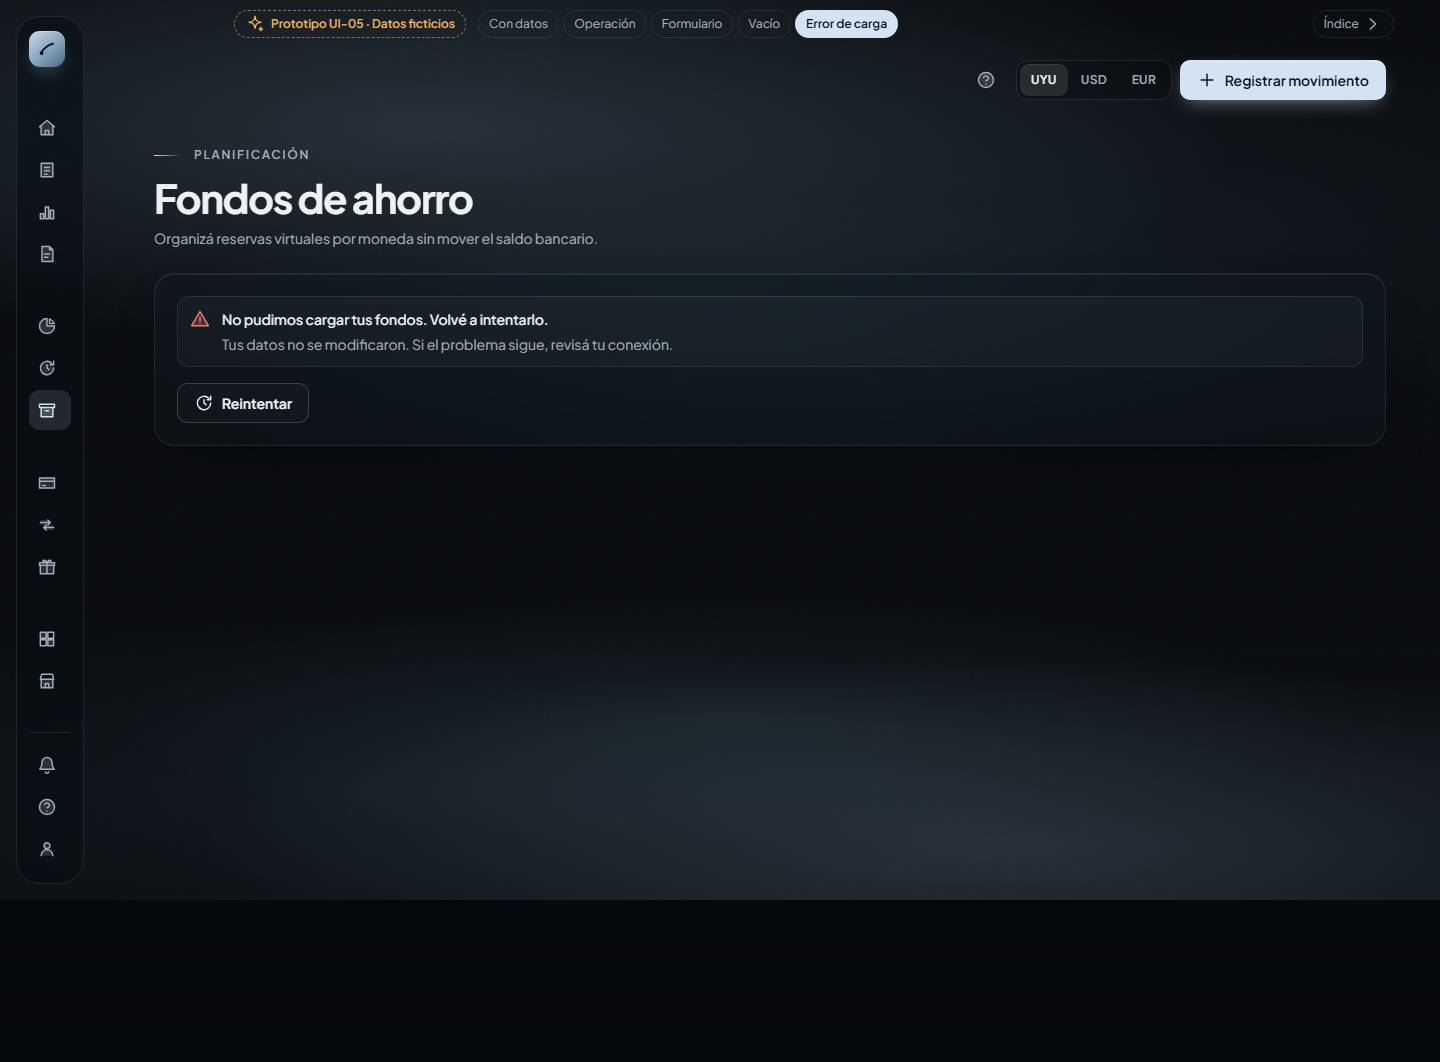 Prototipo UI-05 · Datos ficticios
Con datos
Operación
Formulario
Vacío
Error de carga
Índice
UYU
USD
EUR
Registrar movimiento
PLANIFICACIÓN
Fondos de ahorro
Organizá reservas virtuales por moneda sin mover el saldo bancario.
No pudimos cargar tus fondos. Volvé a intentarlo.
Tus datos no se modificaron. Si el problema sigue, revisá tu conexión.
Reintentar